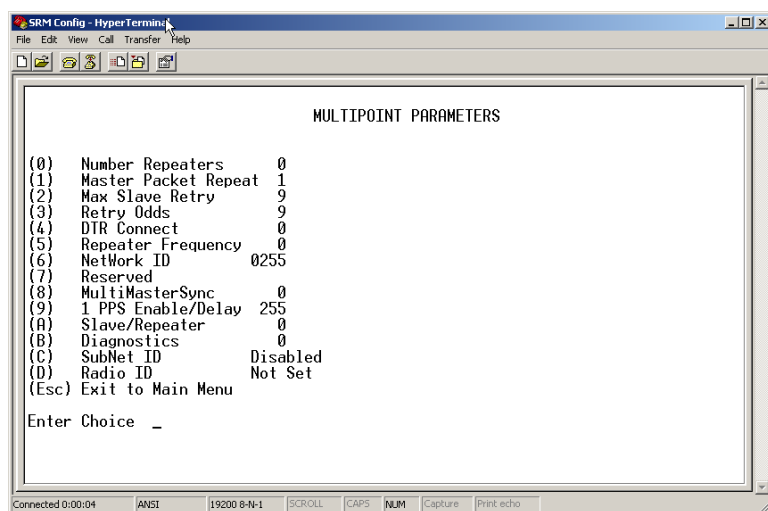 SRM Config - HyperTerminal
File Edit View Call Transfer Help
MULTIPOINT PARAMETERS
(0) Number Repeaters 0
(1) Master Packet Repeat 1
(2) Max Slave Retry 9
(3) Retry Odds 9
(4) DTR Connect 0
(5) Repeater Frequency 0
(6) NetWork ID 0255
(7) Reserved
(8) MultiMasterSync 0
(9) 1 PPS Enable/Delay 255
(A) Slave/Repeater 0
(B) Diagnostics 0
(C) SubNet ID Disabled
(D) Radio ID Not Set
(Esc) Exit to Main Menu
Enter Choice _
Connected 0:00:04 ANSI 19200 8-N-1 SCROLL CAPS NUM Capture Print echo